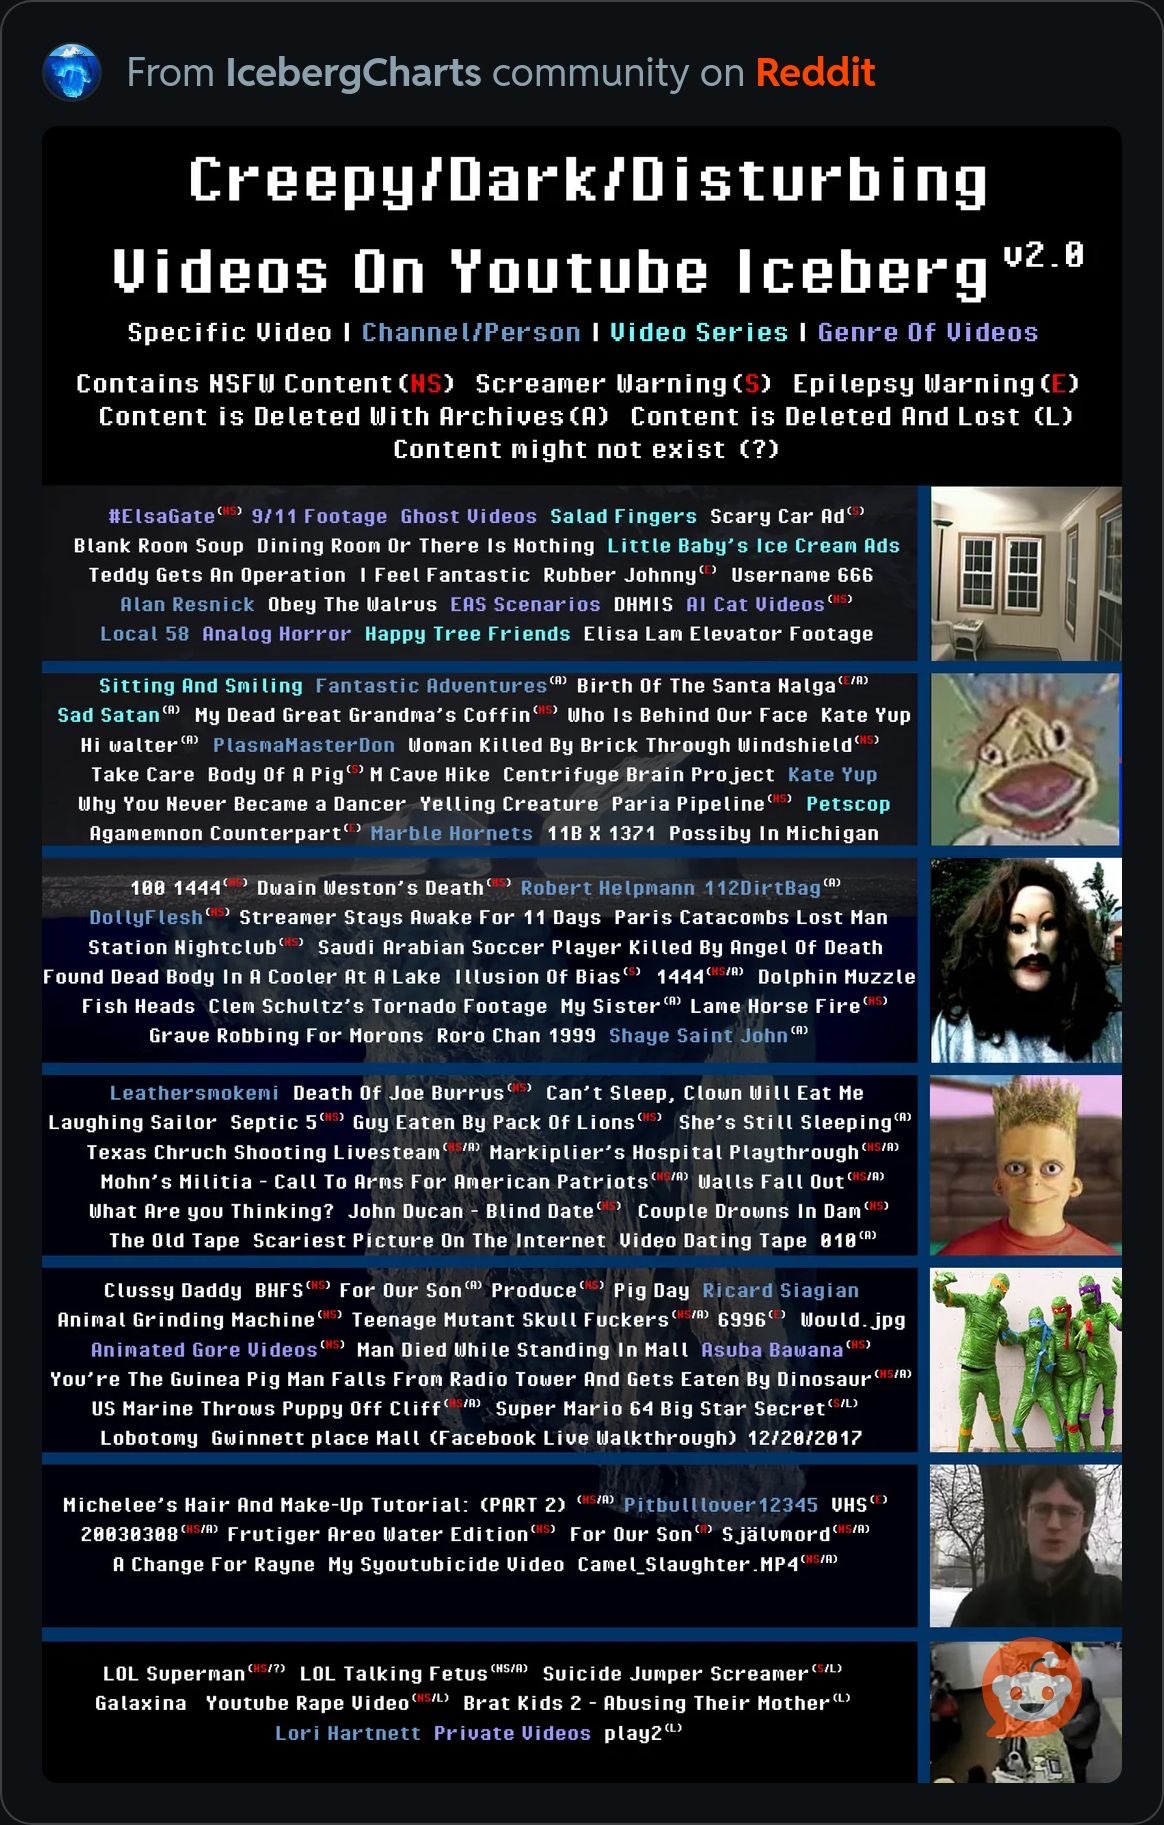 From IcebergCharts community on Reddit
Creepy/Dark/Disturbing
Videos On Youtube Iceberg v2.0
Specific Video | Channel/Person | Video Series | Genre Of Videos
Contains NSFW Content(NS) Screamer Warning(S) Epilepsy Warning(E)
Content is Deleted With Archives(A) Content is Deleted And Lost (L)
Content might not exist (?)
#ElsaGate(NS) 9/11 Footage Ghost Videos Salad Fingers Scary Car Ad(S)
Blank Room Soup Dining Room Or There Is Nothing Little Baby's Ice Cream Ads
Teddy Gets An Operation I Feel Fantastic Rubber Johnny(E) Username 666
Alan Resnick Obey The Walrus EAS Scenarios DHMIS AI Cat Videos(NS)
Local 58 Analog Horror Happy Tree Friends Elisa Lam Elevator Footage
Sitting And Smiling Fantastic Adventures(A) Birth Of The Santa Nalga(E/A)
Sad Satan(A) My Dead Great Grandma's Coffin(NS) Who Is Behind Our Face Kate Yup
Hi walter(A) PlasmaMasterDon Woman Killed By Brick Through Windshield(NS)
Take Care Body Of A Pig(S) M Cave Hike Centrifuge Brain Project Kate Yup
Why You Never Became a Dancer Yelling Creature Paria Pipeline(NS) Petscop
Agamemnon Counterpart(E) Marble Hornets 11B X 1371 Possiby In Michigan
100 1444(NS) Dwain Weston's Death(NS) Robert Helpmann 112DirtBag(A)
DollyFlesh(NS) Streamer Stays Awake For 11 Days Paris Catacombs Lost Man
Station Nightclub(NS) Saudi Arabian Soccer Player Killed By Angel Of Death
Found Dead Body In A Cooler At A Lake Illusion Of Bias(S) 1444(NS/A) Dolphin Muzzle
Fish Heads Clem Schultz's Tornado Footage My Sister(A) Lame Horse Fire(NS)
Grave Robbing For Morons Roro Chan 1999 Shaye Saint John(A)
Leathersmokemi Death Of Joe Burrus(NS) Can't Sleep, Clown Will Eat Me
Laughing Sailor Septic 5(NS) Guy Eaten By Pack Of Lions(NS) She's Still Sleeping(A)
Texas Chruch Shooting Livesteam(NS/A) Markiplier's Hospital Playthrough(NS/A)
Mohn's Militia - Call To Arms For American Patriots(NS/A) Walls Fall Out(NS/A)
What Are you Thinking? John Ducan - Blind Date(NS) Couple Drowns In Dam(NS)
The Old Tape Scariest Picture On The Internet Video Dating Tape 010(A)
Clussy Daddy BHFS(NS) For Our Son(A) Produce(NS) Pig Day Ricard Siagian
Animal Grinding Machine(NS) Teenage Mutant Skull Fuckers(NS/A) 6996(E) Would.jpg
Animated Gore Videos(NS) Man Died While Standing In Mall Asuba Bawana(NS)
You're The Guinea Pig Man Falls From Radio Tower And Gets Eaten By Dinosaur(NS/A)
US Marine Throws Puppy Off Cliff(NS/A) Super Mario 64 Big Star Secret(S/L)
Lobotomy Gwinnett place Mall (Facebook Live Walkthrough) 12/20/2017
Michelee's Hair And Make-Up Tutorial: (PART 2) (NS/A) Pitbulllover12345 VHS(E)
20030308(NS/A) Frutiger Areo Water Edition(NS) For Our Son(A) Självmord(NS/A)
A Change For Rayne My Syoutubicide Video Camel_Slaughter.MP4(NS/A)
LOL Superman(NS/?) LOL Talking Fetus(NS/A) Suicide Jumper Screamer(S/L)
Galaxina Youtube Rape Video(NS/L) Brat Kids 2 - Abusing Their Mother(L)
Lori Hartnett Private Videos play2(L)